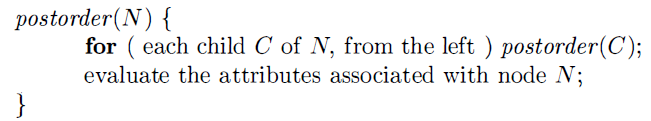 postorder(N) {
for ( each child C of N, from the left ) postorder(C);
evaluate the attributes associated with node N;
}